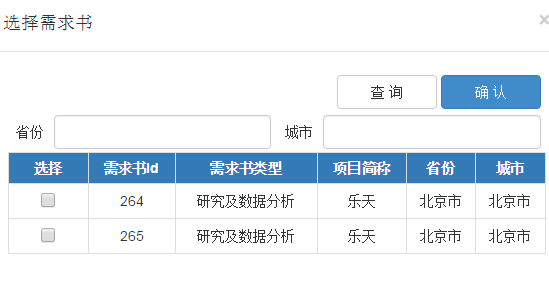 选择需求书 ×
查 询 确 认
省份 城市
选择 需求书Id 需求书类型 项目简称 省份 城市
264 研究及数据分析 乐天 北京市 北京市
265 研究及数据分析 乐天 北京市 北京市